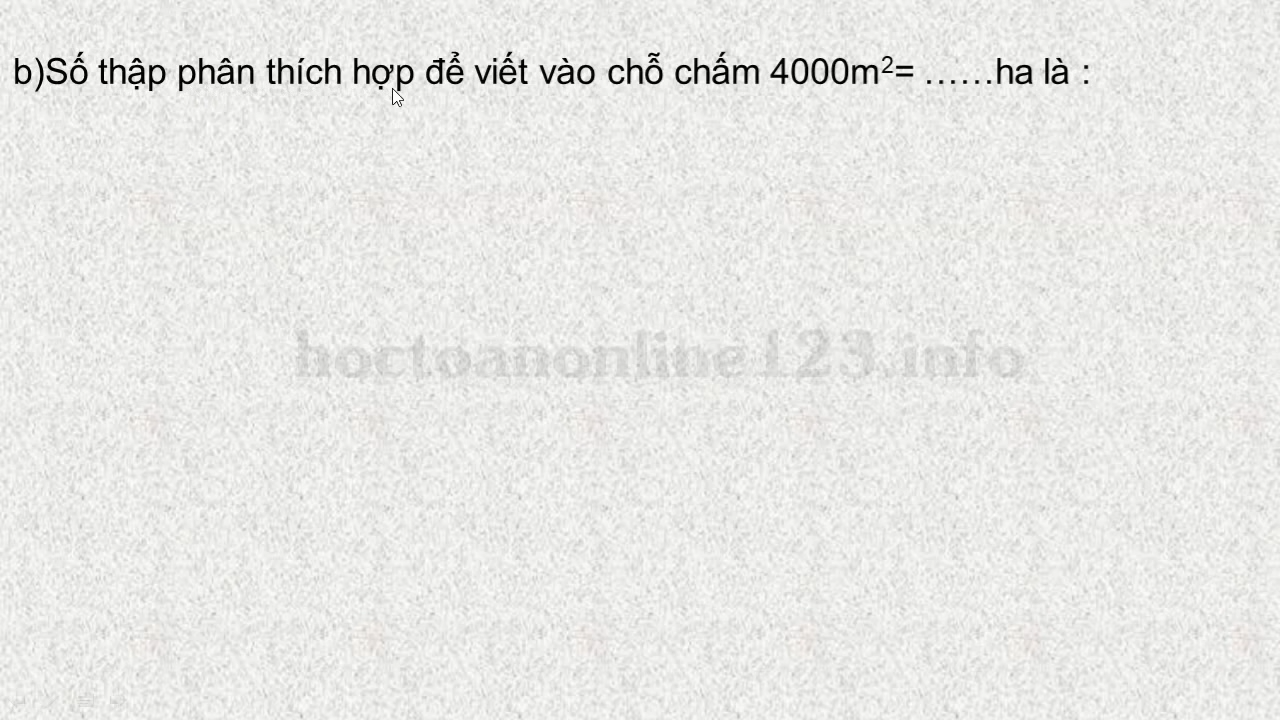 b)Số thập phân thích hợp để viết vào chỗ chấm 4000m²= ……ha là :
hoctoanonline123.info